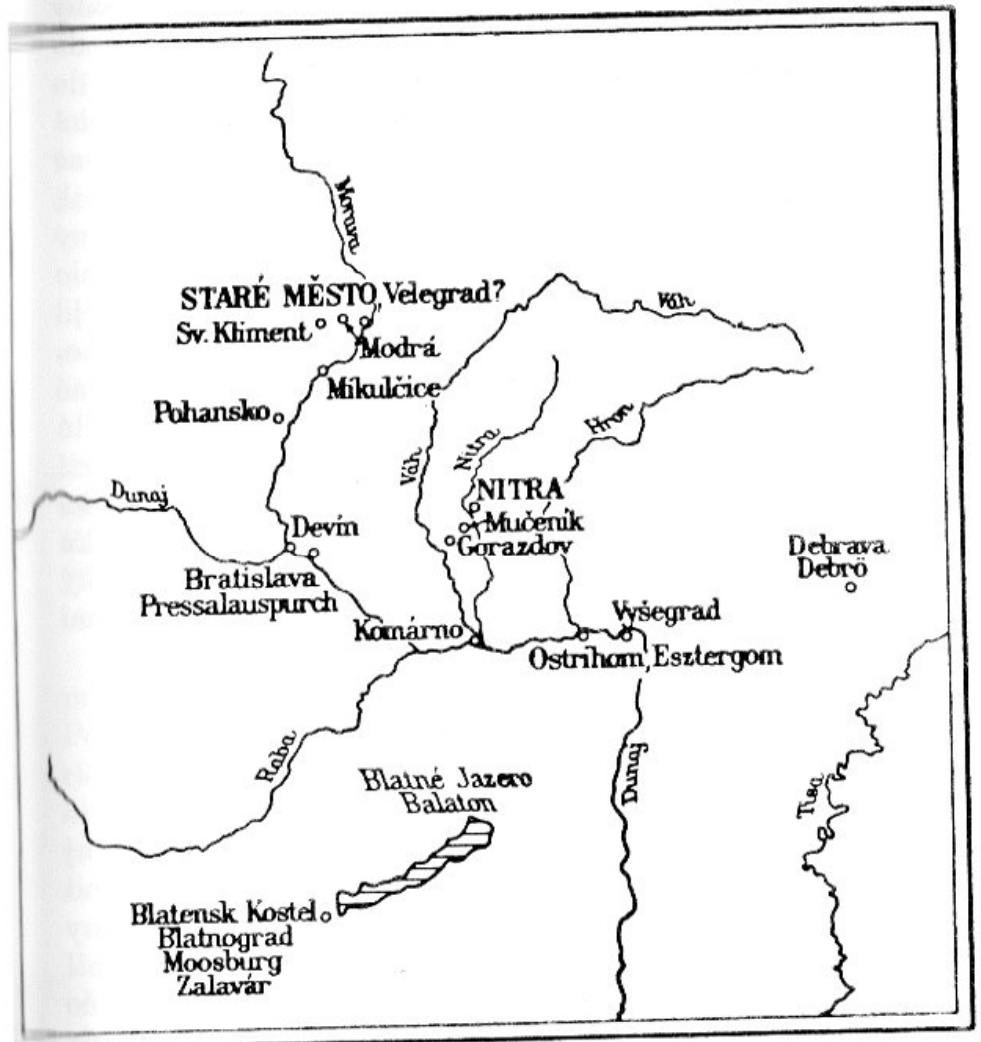 Morava
STARÉ MĚSTO, Velegrad?
Sv. Kliment
Modrá
Mikulčice
Pohansko
Váh
Váh
Nitra
Hron
Dunaj
NITRA
Mučéník
Gorazdov
Devín
Bratislava
Pressalauspurch
Debrava
Debrö
Komárno
Vyšegrad
Ostrihom, Esztergom
Raba
Dunaj
Tisa
Blatné Jazero
Balaton
Blatensk Kostel
Blatnograd
Moosburg
Zalavár